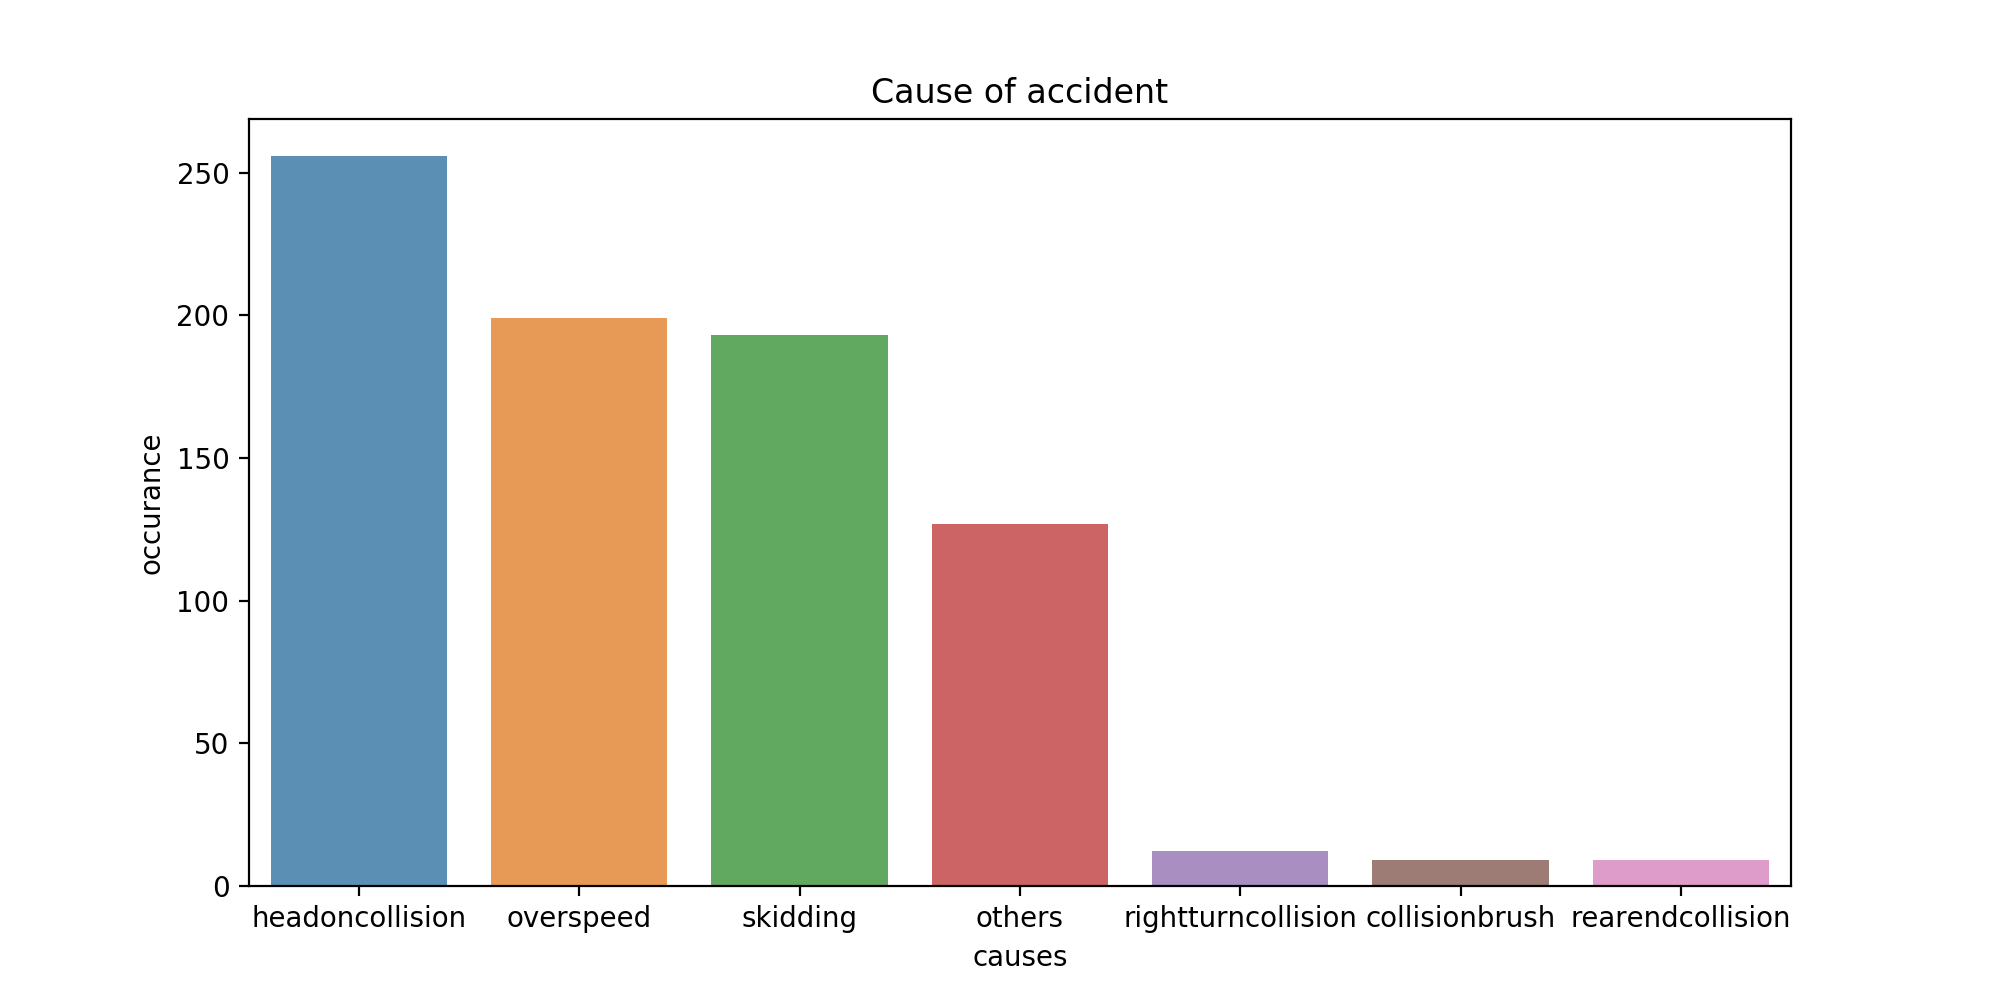 Cause of accident
250
200
150
100
50
0
occurance
headoncollision overspeed skidding others rightturncollision collisionbrush rearendcollision
causes